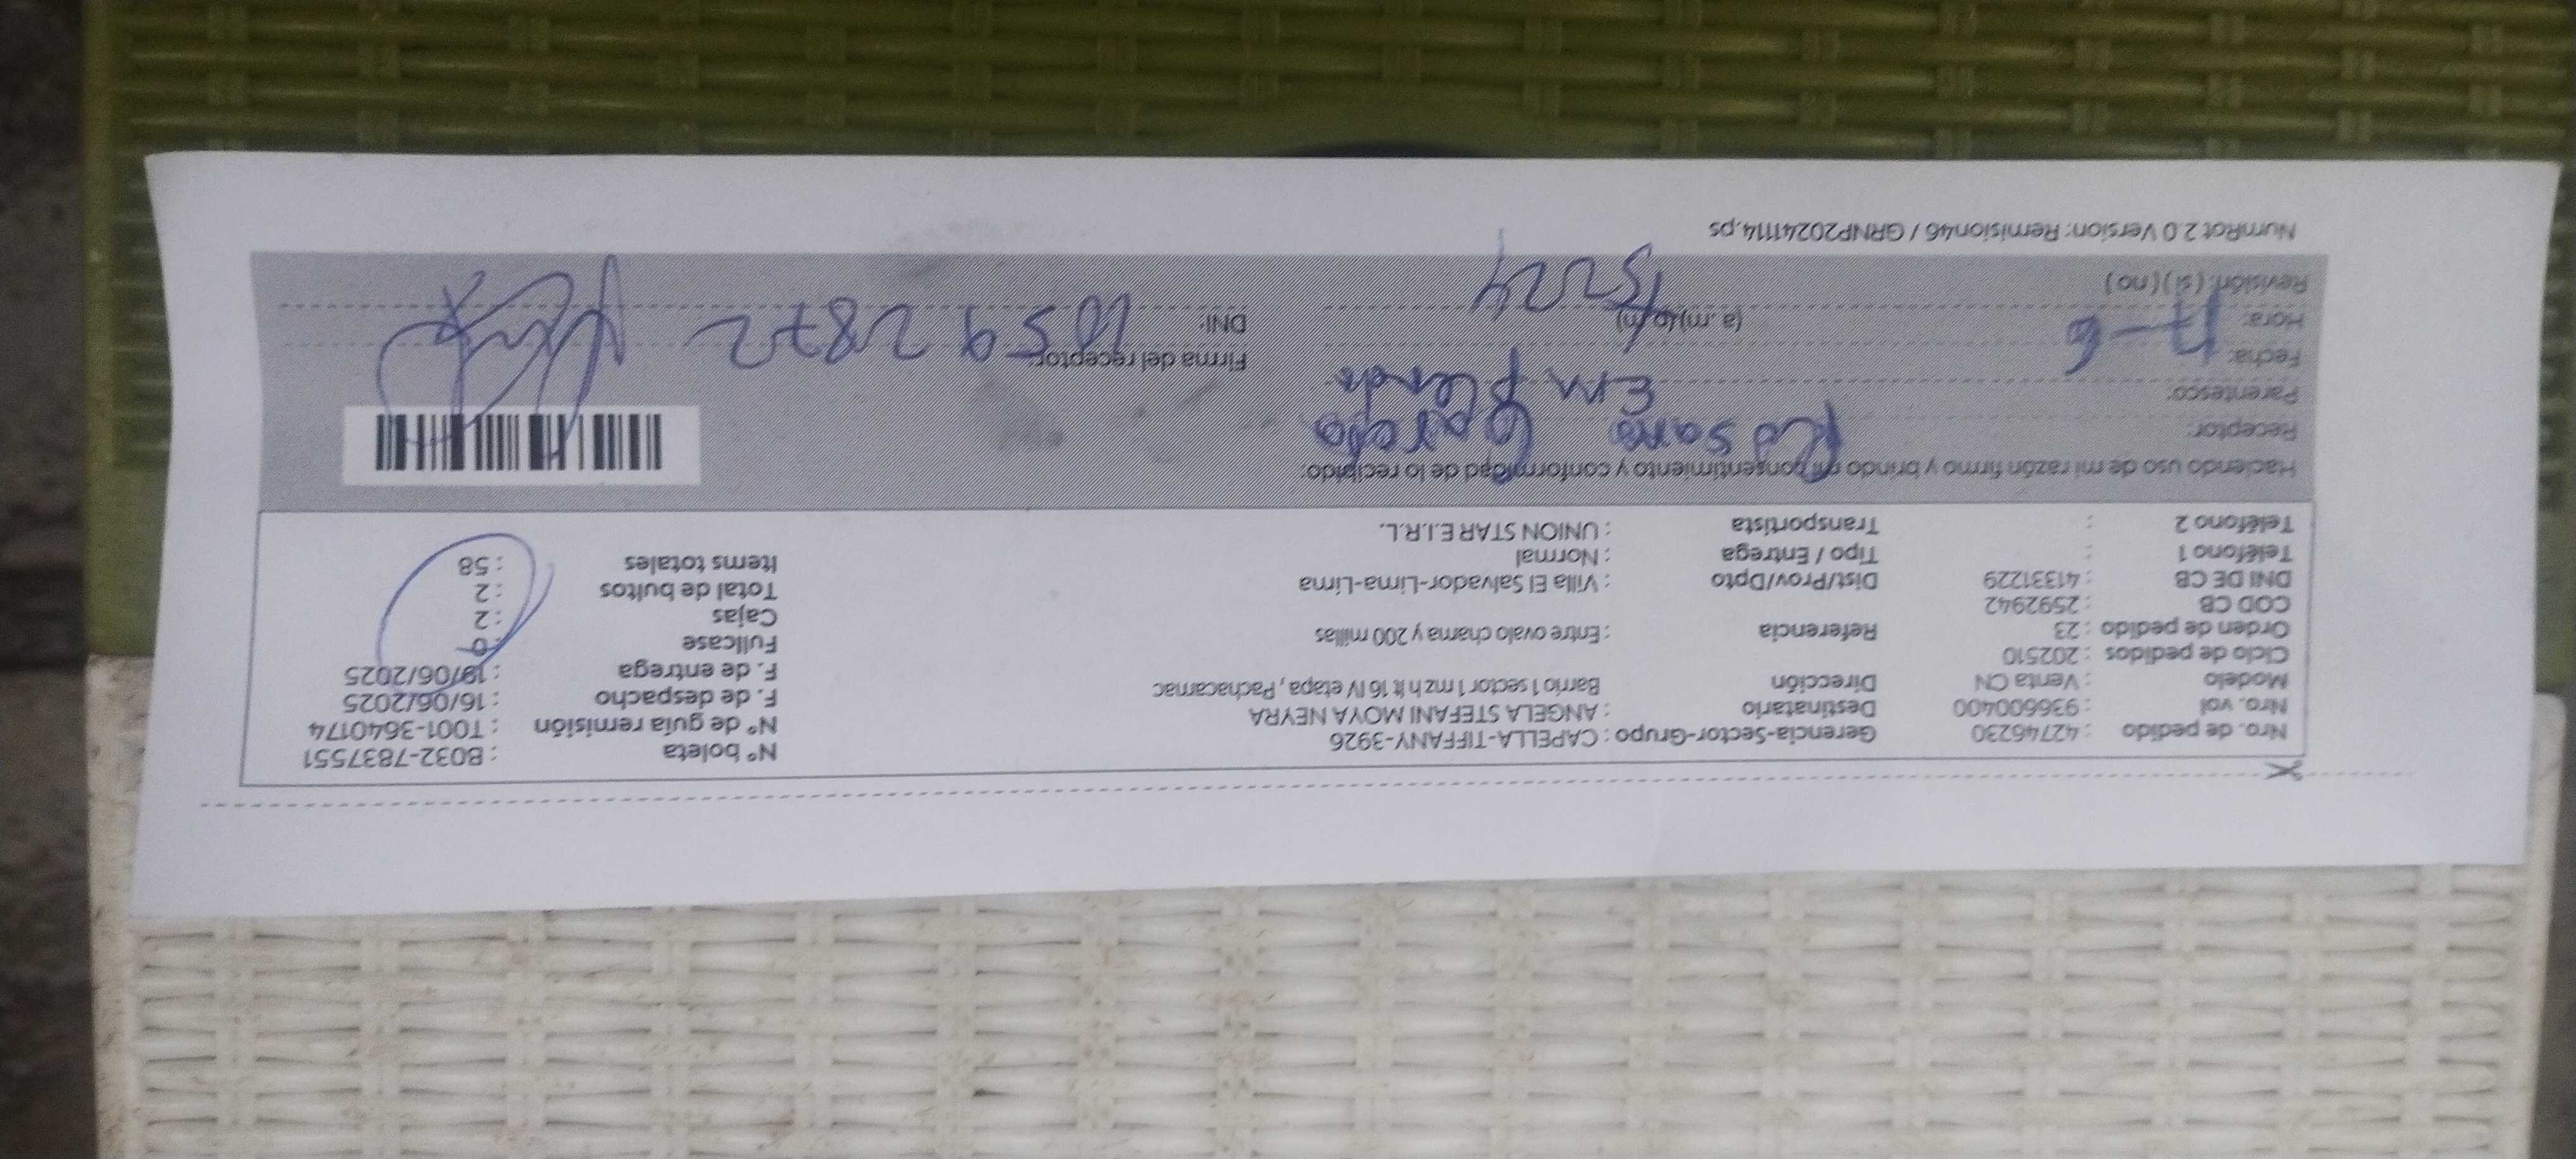 Nro. de pedido : 42746230 Gerencia-Sector-Grupo : CAPELLA-TIFFANY-3926 N° boleta : B032-7837551
Nro. vol : 936600400 Destinatario : ANGELA STEFANI MOYA NEYRA N° de guía remisión : T001-3640174
Modelo : Venta CN Dirección Barrio 1 sector 1 mz h lt 16 IV etapa, Pachacamac F. de despacho : 16/06/2025
Ciclo de pedidos : 202510 F. de entrega : 19/06/2025
Orden de pedido : 23 Referencia : Entre ovalo chama y 200 millas Fullcase : 0
COD CB : 2592942 Cajas : 2
DNI DE CB : 41331229 Dist/Prov/Dpto : Villa El Salvador-Lima-Lima Total de bultos : 2
Teléfono 1 : Tipo / Entrega : Normal Items totales : 58
Teléfono 2 : Transportista : UNION STAR E.I.R.L.
Haciendo uso de mi razón firmo y brindo mi consentimiento y conformidad de lo recibido:
Receptor:
Parentesco:
Fecha: 17-6 Firma del receptor:
Hora: (a. m) (p. m) DNI: 10592872
Revisión: (si) (no)
NumRot 2.0 Version: Remision46 / GRNP20241114.ps